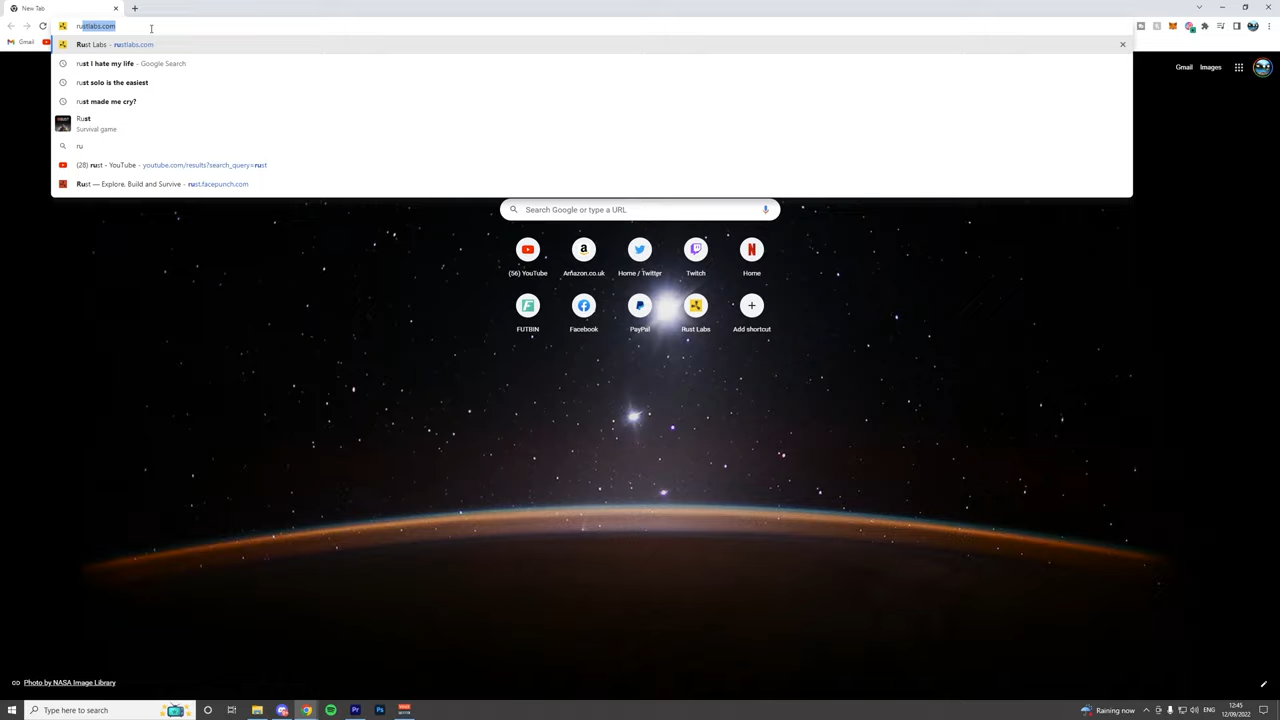 New Tab
rustlabs.com
Gmail
Rust Labs - rustlabs.com
rust I hate my life - Google Search
rust solo is the easiest
rust made me cry?
Rust
Survival game
ru
(28) rust - YouTube - youtube.com/results?search_query=rust
Rust — Explore, Build and Survive - rust.facepunch.com
Gmail Images
Search Google or type a URL
(56) YouTube Amazon.co.uk Home / Twitter Twitch Home
FUTBIN Facebook PayPal Rust Labs Add shortcut
Photo by NASA Image Library
Type here to search
Raining now
ENG
12:45
12/09/2022